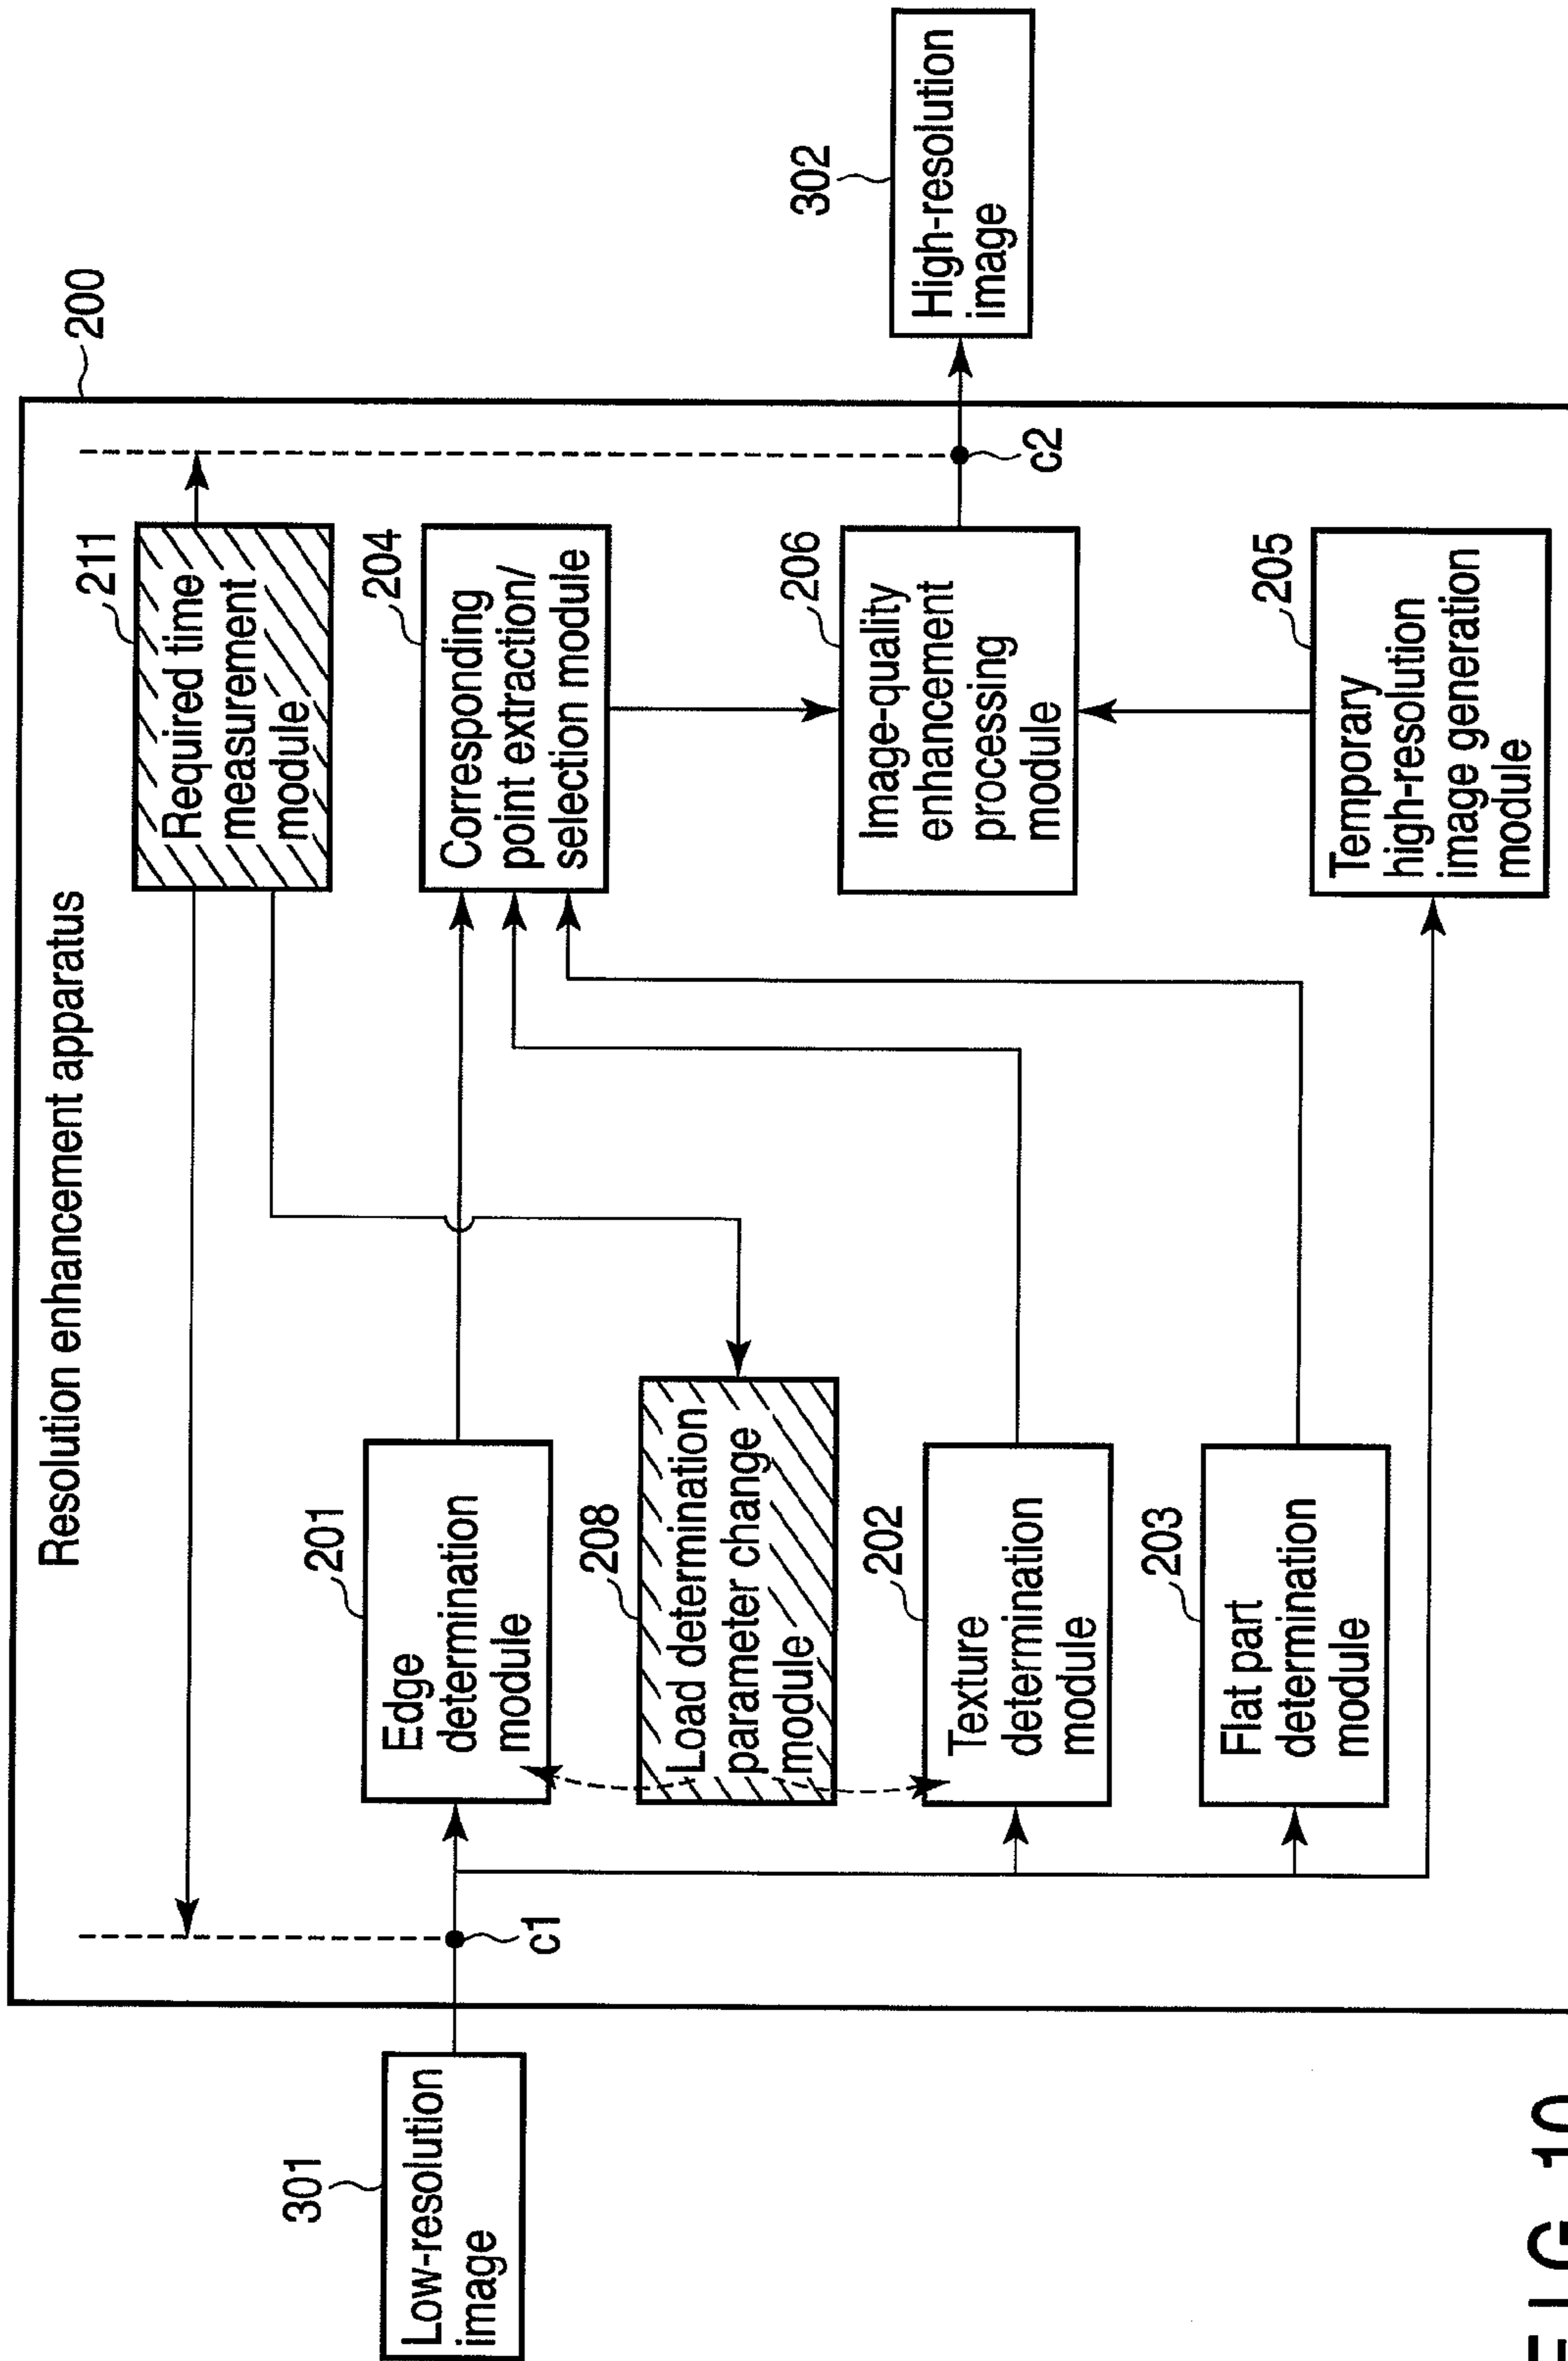 Resolution enhancement apparatus
200
301
Low-resolution
image
c1
201
Edge
determination
module
208
Load determination
parameter change
module
202
Texture
determination
module
203
Flat part
determination
module
211
Required time
measurement
module
204
Corresponding
point extraction/
selection module
206
Image-quality
enhancement
processing
module
205
Temporary
high-resolution
image generation
module
c2
302
High-resolution
image
F I G. 10